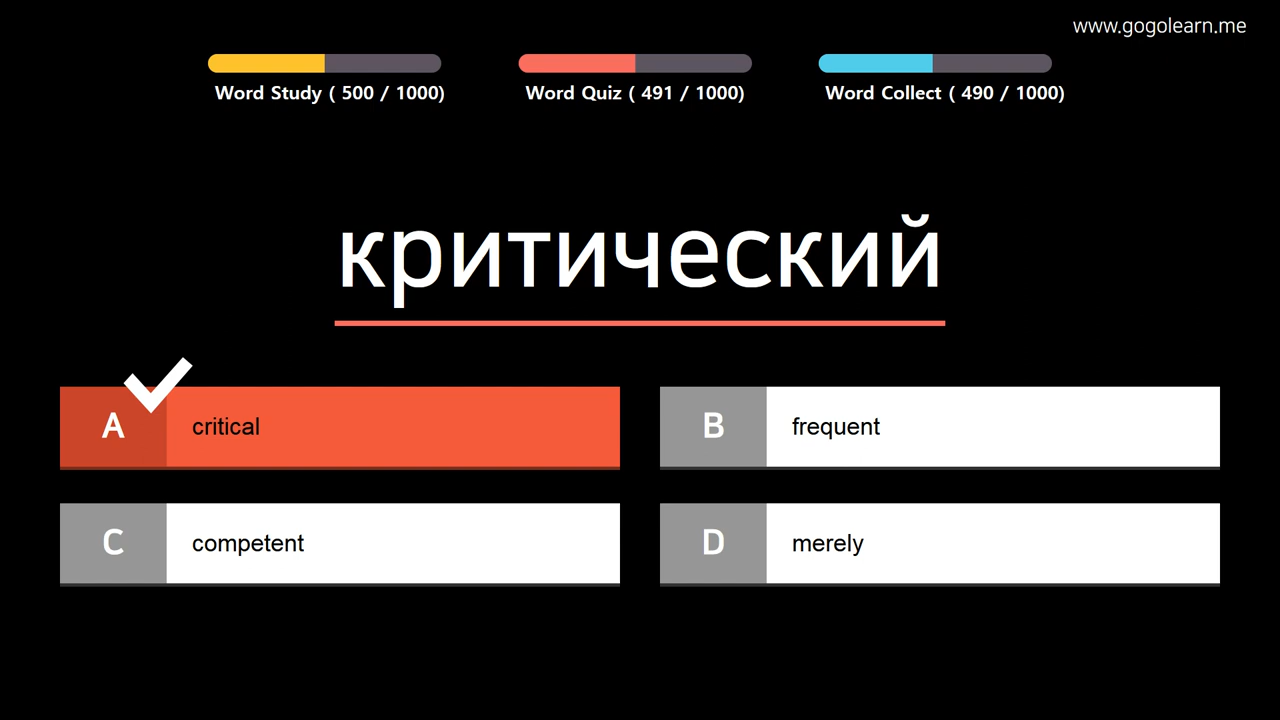 www.gogolearn.me
Word Study ( 500 / 1000)
Word Quiz ( 491 / 1000)
Word Collect ( 490 / 1000)
критический
A critical
B frequent
C competent
D merely